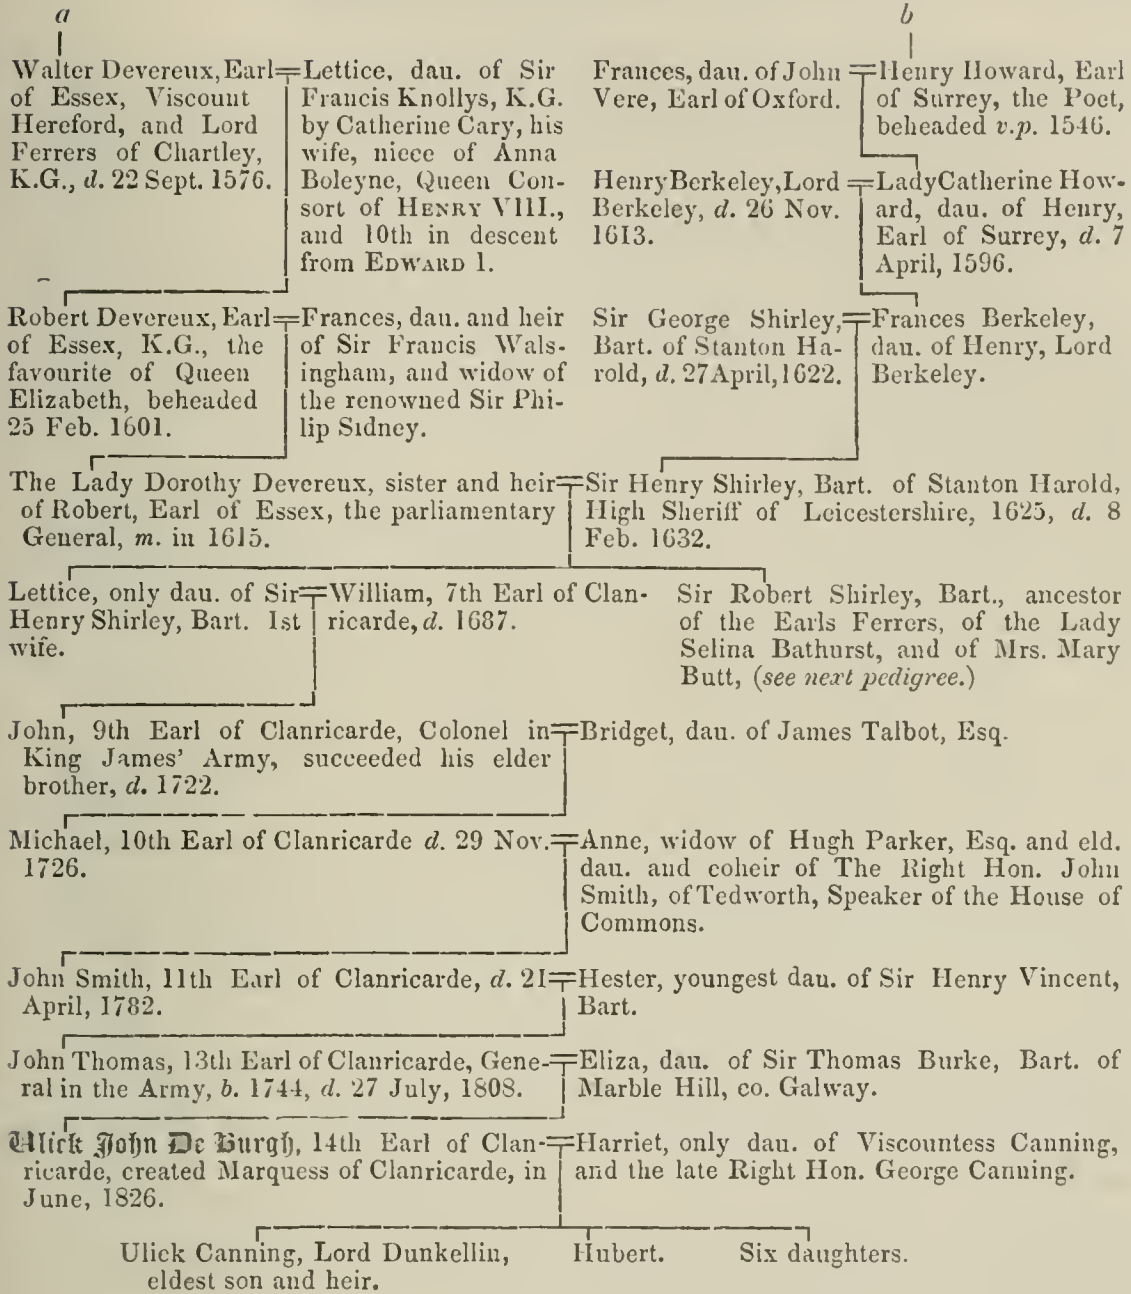 a
b
Walter Devereux, Earl
of Essex, Viscount
Hereford, and Lord
Ferrers of Chartley,
K.G., d. 22 Sept. 1576.
Lettice, dau. of Sir
Francis Knollys, K.G.
by Catherine Cary, his
wife, niece of Anna
Boleyne, Queen Con-
sort of HENRY VIII.,
and 10th in descent
from EDWARD I.
Frances, dau. of John
Vere, Earl of Oxford.
Henry Howard, Earl
of Surrey, the Poet,
beheaded v.p. 1546.
Henry Berkeley, Lord
Berkeley, d. 26 Nov.
1613.
Lady Catherine How-
ard, dau. of Henry,
Earl of Surrey, d. 7
April, 1596.
Robert Devereux, Earl
of Essex, K.G., the
favourite of Queen
Elizabeth, beheaded
25 Feb. 1601.
Frances, dau. and heir
of Sir Francis Wals-
ingham, and widow of
the renowned Sir Phi-
lip Sidney.
Sir George Shirley,
Bart. of Stanton Ha-
rold, d. 27 April, 1622.
Frances Berkeley,
dau. of Henry, Lord
Berkeley.
The Lady Dorothy Devereux, sister and heir
of Robert, Earl of Essex, the parliamentary
General, m. in 1615.
Sir Henry Shirley, Bart. of Stanton Harold,
High Sheriff of Leicestershire, 1625, d. 8
Feb. 1632.
Lettice, only dau. of Sir
Henry Shirley, Bart. 1st
wife.
William, 7th Earl of Clan-
ricarde, d. 1687.
Sir Robert Shirley, Bart., ancestor
of the Earls Ferrers, of the Lady
Selina Bathurst, and of Mrs. Mary
Butt, (see next pedigree.)
John, 9th Earl of Clanricarde, Colonel in
King James' Army, succeeded his elder
brother, d. 1722.
Bridget, dau. of James Talbot, Esq.
Michael, 10th Earl of Clanricarde d. 29 Nov.
1726.
Anne, widow of Hugh Parker, Esq. and eld.
dau. and coheir of The Right Hon. John
Smith, of Tedworth, Speaker of the House of
Commons.
John Smith, 11th Earl of Clanricarde, d. 21
April, 1782.
Hester, youngest dau. of Sir Henry Vincent,
Bart.
John Thomas, 13th Earl of Clanricarde, Gene-
ral in the Army, b. 1744, d. 27 July, 1808.
Eliza, dau. of Sir Thomas Burke, Bart. of
Marble Hill, co. Galway.
Ulick John De Burgh, 14th Earl of Clan-
ricarde, created Marquess of Clanricarde, in
June, 1826.
Harriet, only dau. of Viscountess Canning,
and the late Right Hon. George Canning.
Ulick Canning, Lord Dunkellin,
eldest son and heir.
Hubert.
Six daughters.